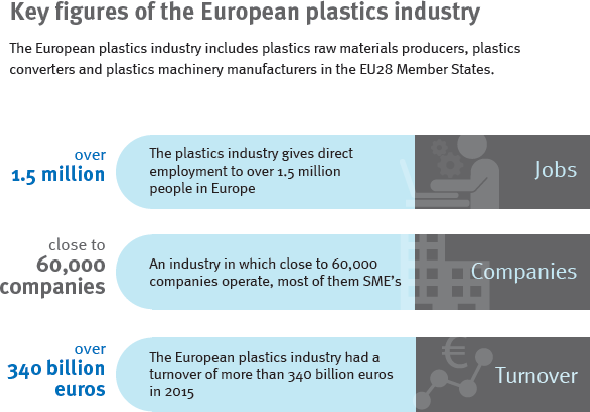 Key figures of the European plastics industry
The European plastics industry includes plastics raw materials producers, plastics
converters and plastics machinery manufacturers in the EU28 Member States.
over
1.5 million
The plastics industry gives direct
employment to over 1.5 million
people in Europe
Jobs
close to
60,000
companies
An industry in which close to 60,000
companies operate, most of them SME's
Companies
over
340 billion
euros
The European plastics industry had a
turnover of more than 340 billion euros
in 2015
€
Turnover